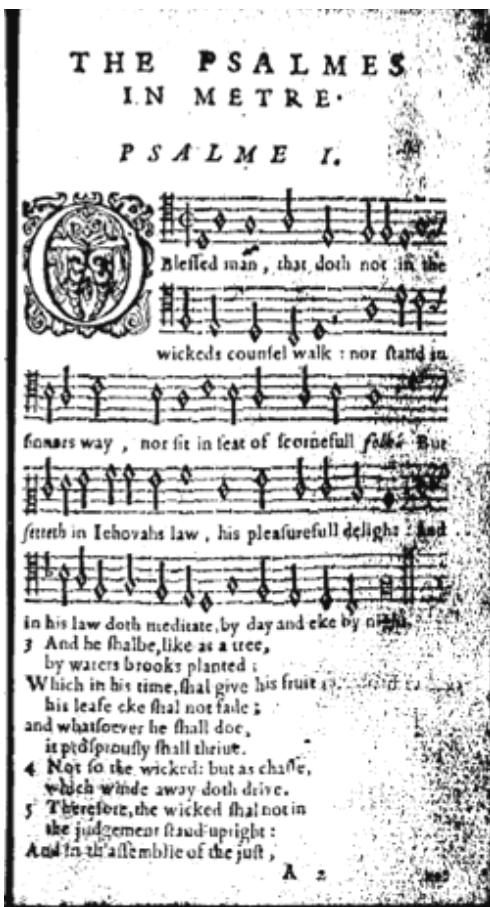 THE PSALMES
IN METRE.
PSALME I.
O Blessed man, that doth not in the
wickeds counsel walk : nor stand in
sinners way , nor sit in seat of scornefull folke But
setteth in Iehovahs law , his pleasurefull delight : And
in his law doth meditate, by day and eke by night.
3 And he shalbe, like as a tree,
by waters brooks planted ;
Which in his time, shal give his fruit
his leafe eke shal not fade ;
and whatsoever he shall doe,
it prosprously shall thrive.
4 Not so the wicked: but as chaffe,
which winde away doth drive.
5 Therefore, the wicked shal not in
the judgement stand upright :
And in th'assemblie of the just ,
A 2